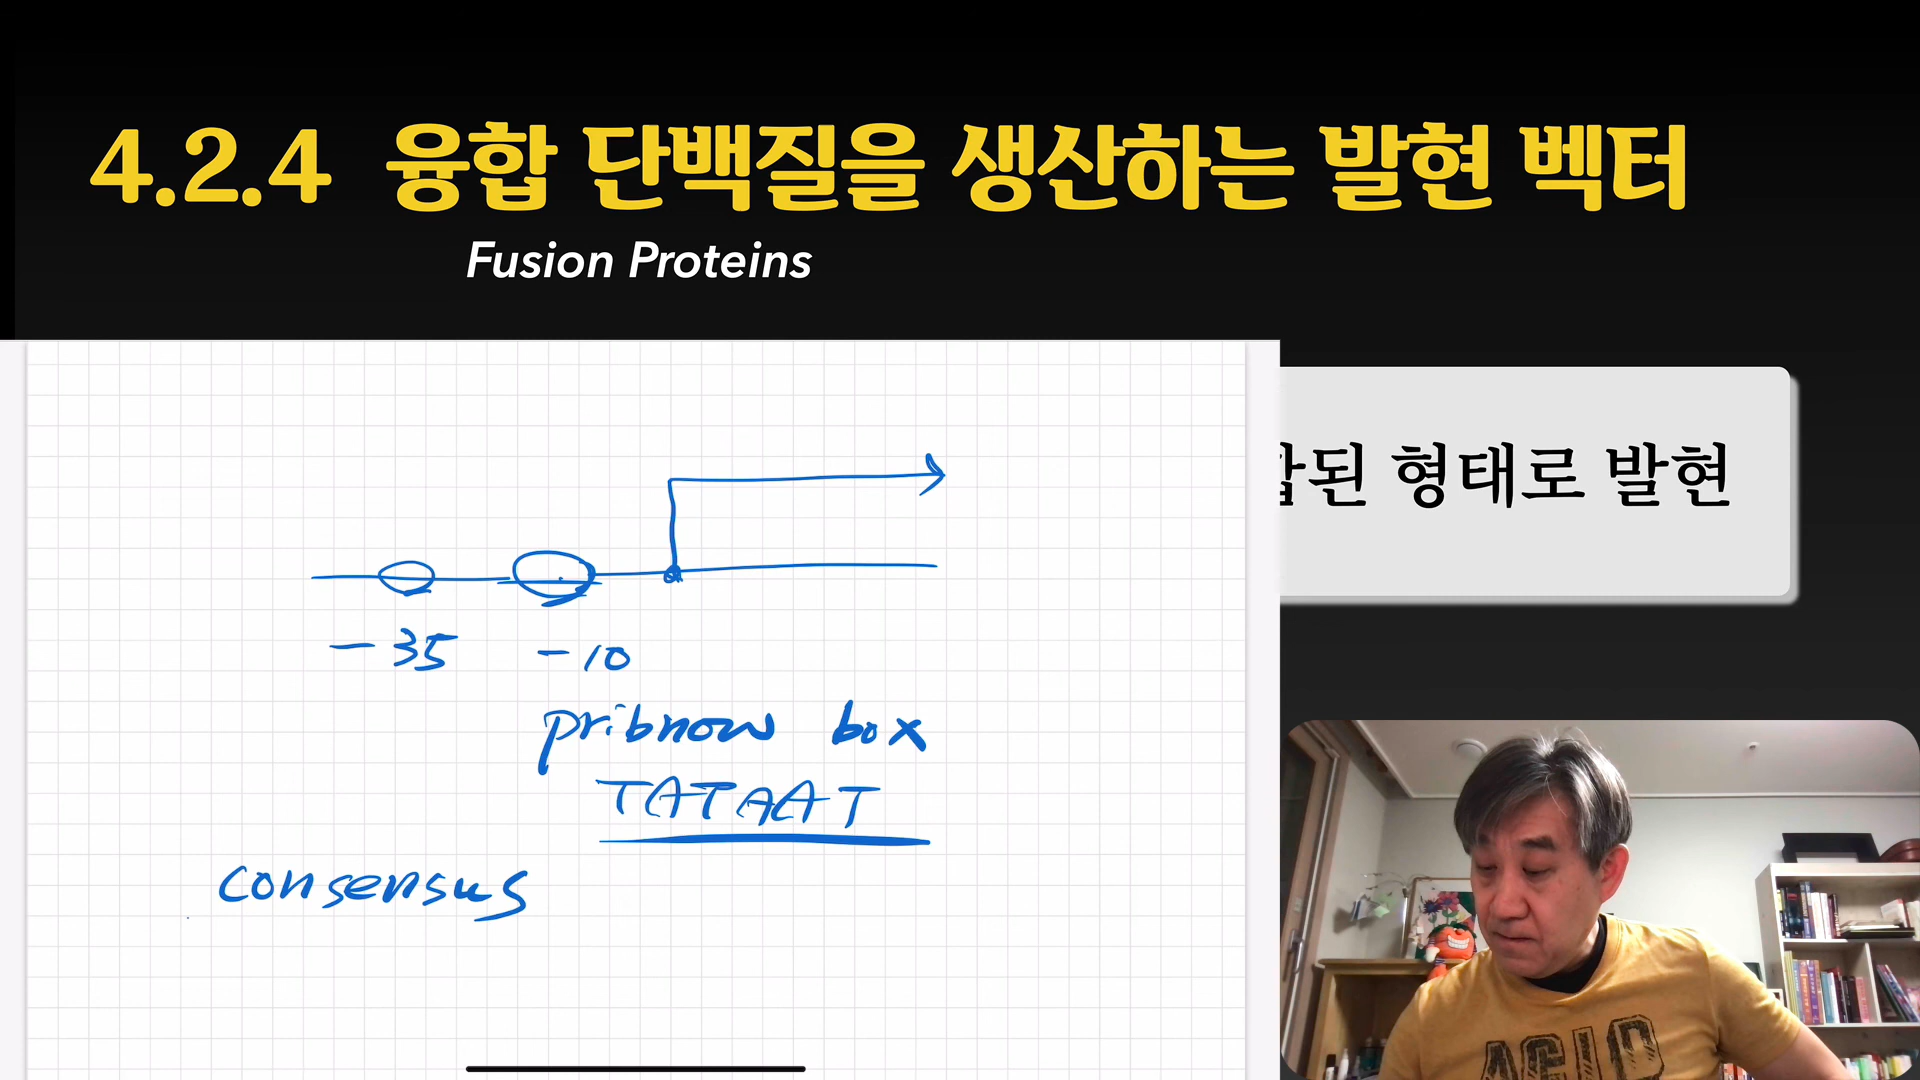 4.2.4 융합 단백질을 생산하는 발현 벡터
Fusion Proteins
된 형태로 발현
- 35
- 10
pribnow box
TATAAT
consensus